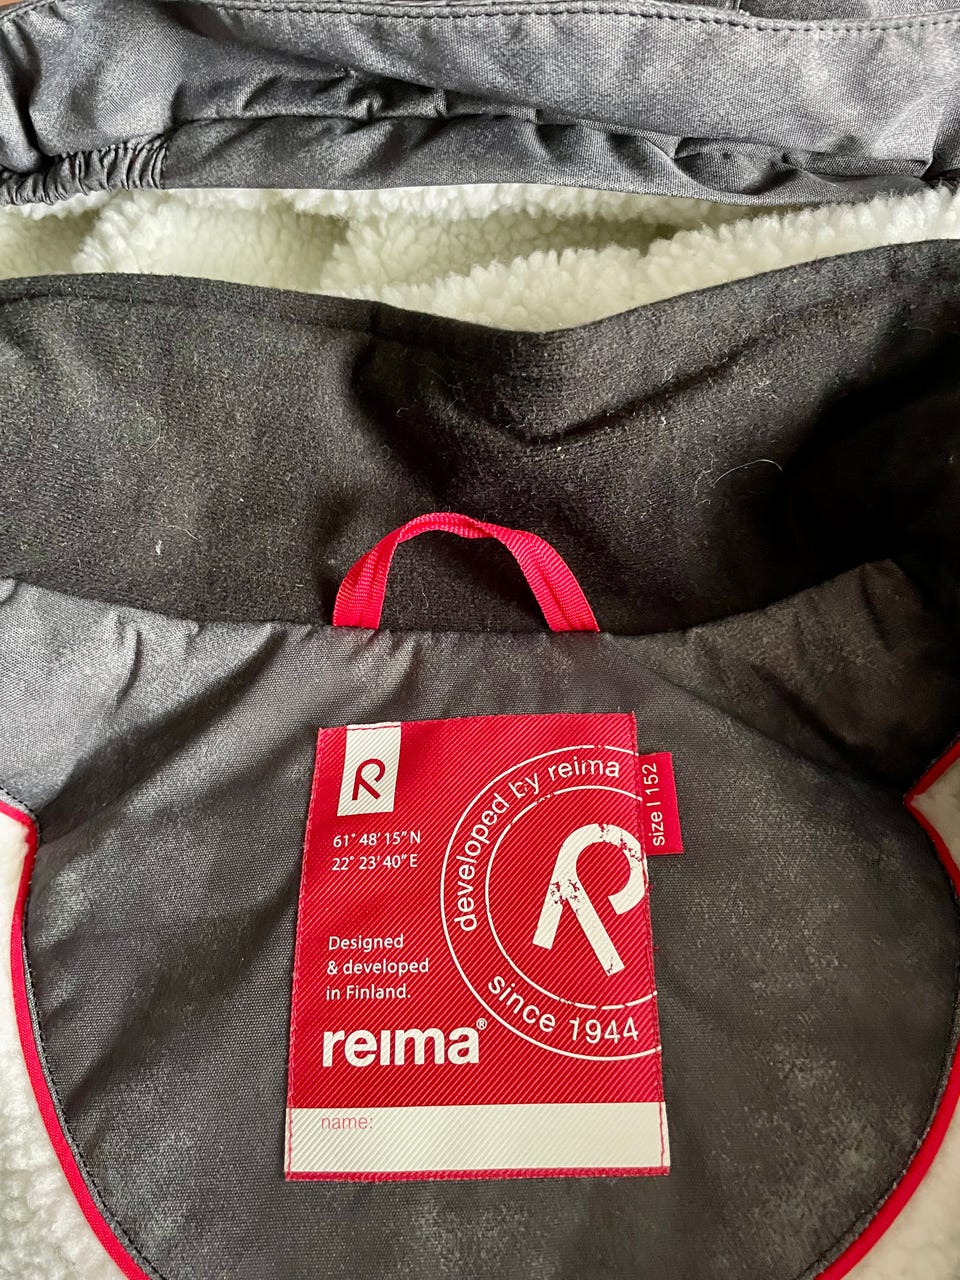 R
61° 48' 15" N
22° 23' 40" E
developed by reima
R
since 1944
size | 152
Designed
& developed
in Finland.
reima®
name: